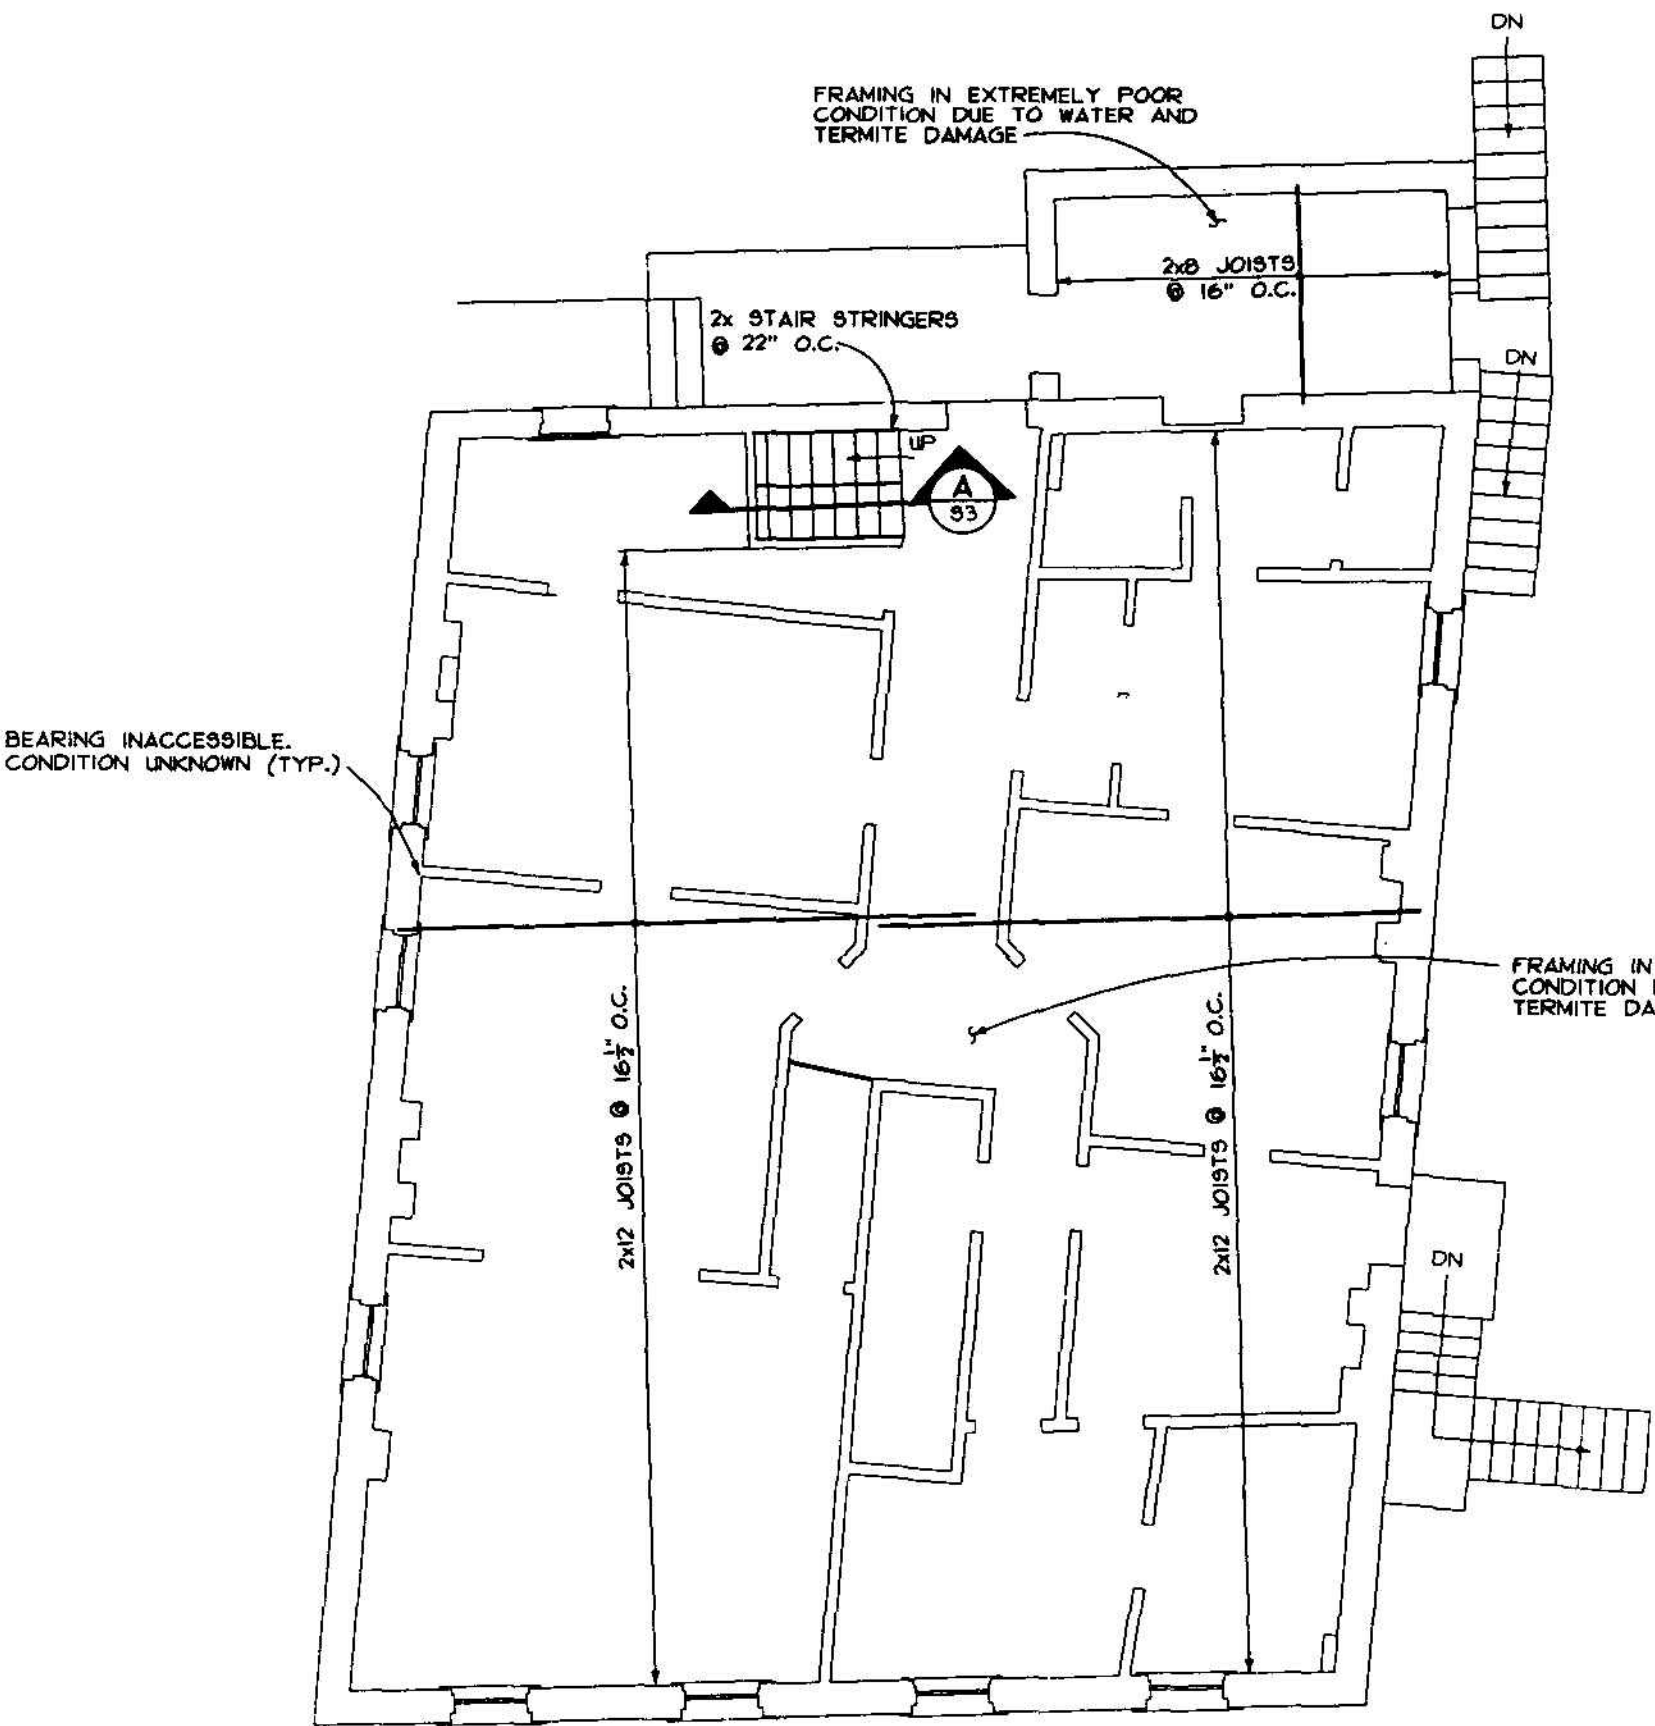 DN
FRAMING IN EXTREMELY POOR
CONDITION DUE TO WATER AND
TERMITE DAMAGE
2x8 JOISTS
@ 16" O.C.
2x STAIR STRINGERS
@ 22" O.C.
DN
UP
A
S3
BEARING INACCESSIBLE.
CONDITION UNKNOWN (TYP.)
FRAMING IN
CONDITION
TERMITE
2x12 JOISTS @ 16½" O.C.
2x12 JOISTS @ 16½" O.C.
DN